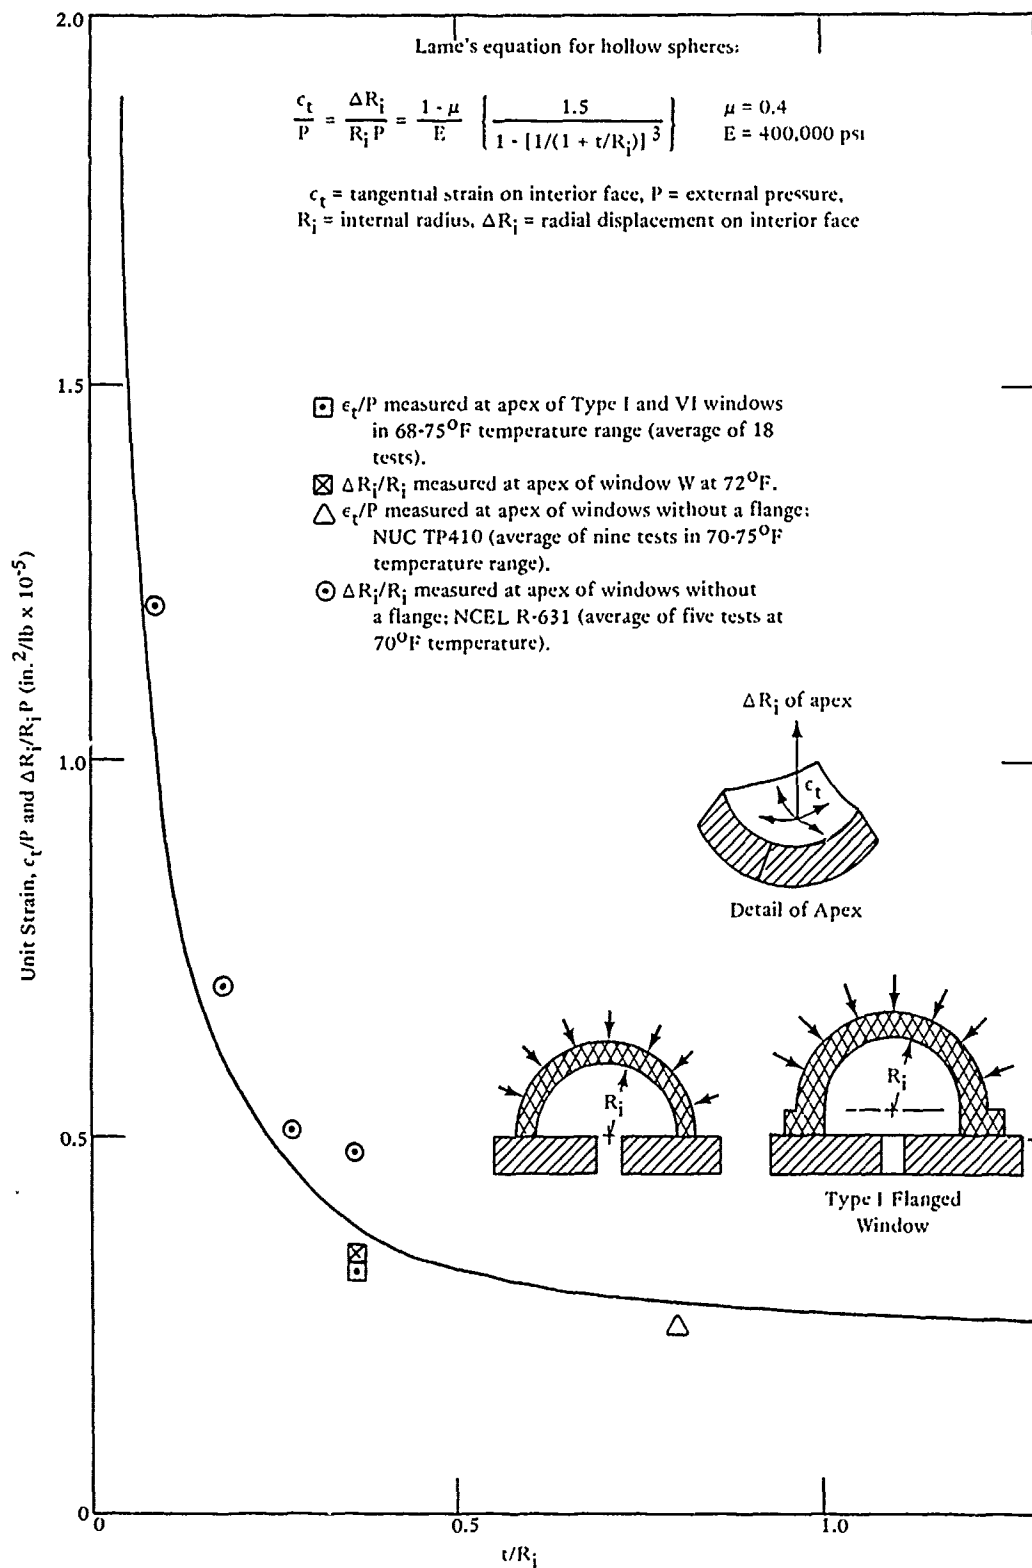 2.0
Lame's equation for hollow spheres:
c_t/P = ΔR_i/R_i P = 1 - μ/E { 1.5/1 - [1/(1 + t/R_i)]^3 } μ = 0.4
E = 400,000 psi
c_t = tangential strain on interior face, P = external pressure,
R_i = internal radius, ΔR_i = radial displacement on interior face
1.5
ϵ_t/P measured at apex of Type I and VI windows
in 68-75°F temperature range (average of 18
tests).
ΔR_i/R_i measured at apex of window W at 72°F.
ϵ_t/P measured at apex of windows without a flange;
NUC TP410 (average of nine tests in 70-75°F
temperature range).
ΔR_i/R_i measured at apex of windows without
a flange; NCEL R-631 (average of five tests at
70°F temperature).
Unit Strain, c_t/P and ΔR_i/R_i P (in.²/lb x 10⁻⁵)
ΔR_i of apex
1.0
c_t
Detail of Apex
R_i
R_i
0.5
Type I Flanged
Window
0
0
0.5
1.0
t/R_i